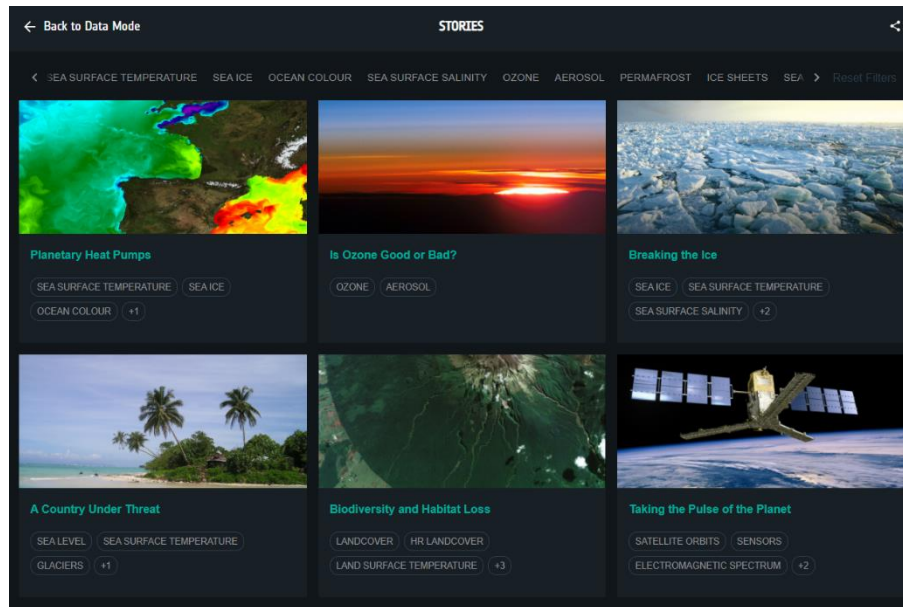 ← Back to Data Mode
STORIES
SEA SURFACE TEMPERATURE SEA ICE OCEAN COLOUR SEA SURFACE SALINITY OZONE AEROSOL PERMAFROST ICE SHEETS SEA Reset Filters
Planetary Heat Pumps
SEA SURFACE TEMPERATURE SEA ICE
OCEAN COLOUR +1
Is Ozone Good or Bad?
OZONE AEROSOL
Breaking the Ice
SEA ICE SEA SURFACE TEMPERATURE
SEA SURFACE SALINITY +2
A Country Under Threat
SEA LEVEL SEA SURFACE TEMPERATURE
GLACIERS +1
Biodiversity and Habitat Loss
LANDCOVER HR LANDCOVER
LAND SURFACE TEMPERATURE +3
Taking the Pulse of the Planet
SATELLITE ORBITS SENSORS
ELECTROMAGNETIC SPECTRUM +2